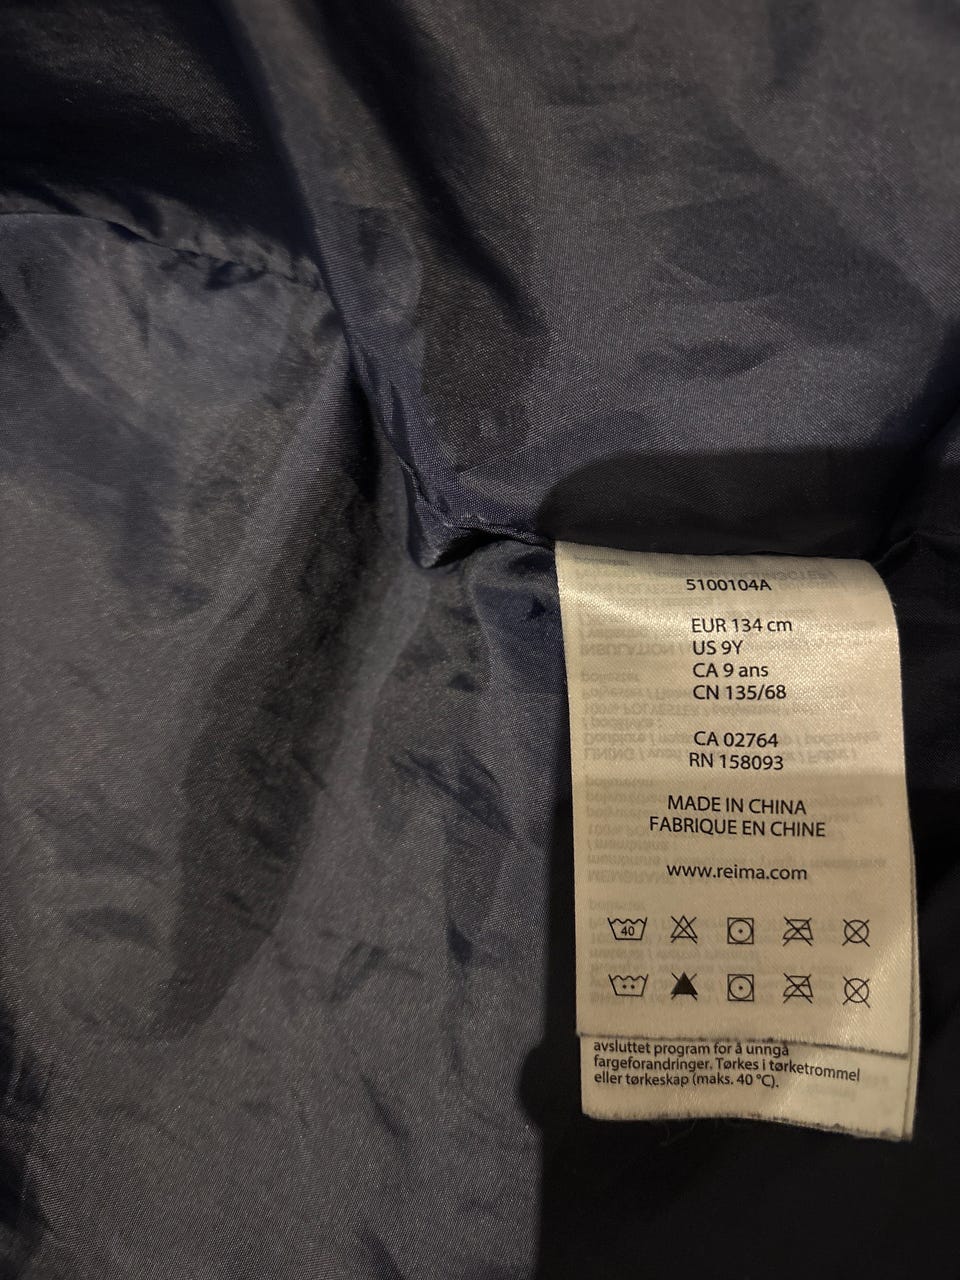 5100104A
EUR 134 cm
US 9Y
CA 9 ans
CN 135/68
CA 02764
RN 158093
MADE IN CHINA
FABRIQUE EN CHINE
www.reima.com
40
avsluttet program for å unngå
fargeforandringer. Tørkes i tørketrommel
eller tørkeskap (maks. 40 °C).